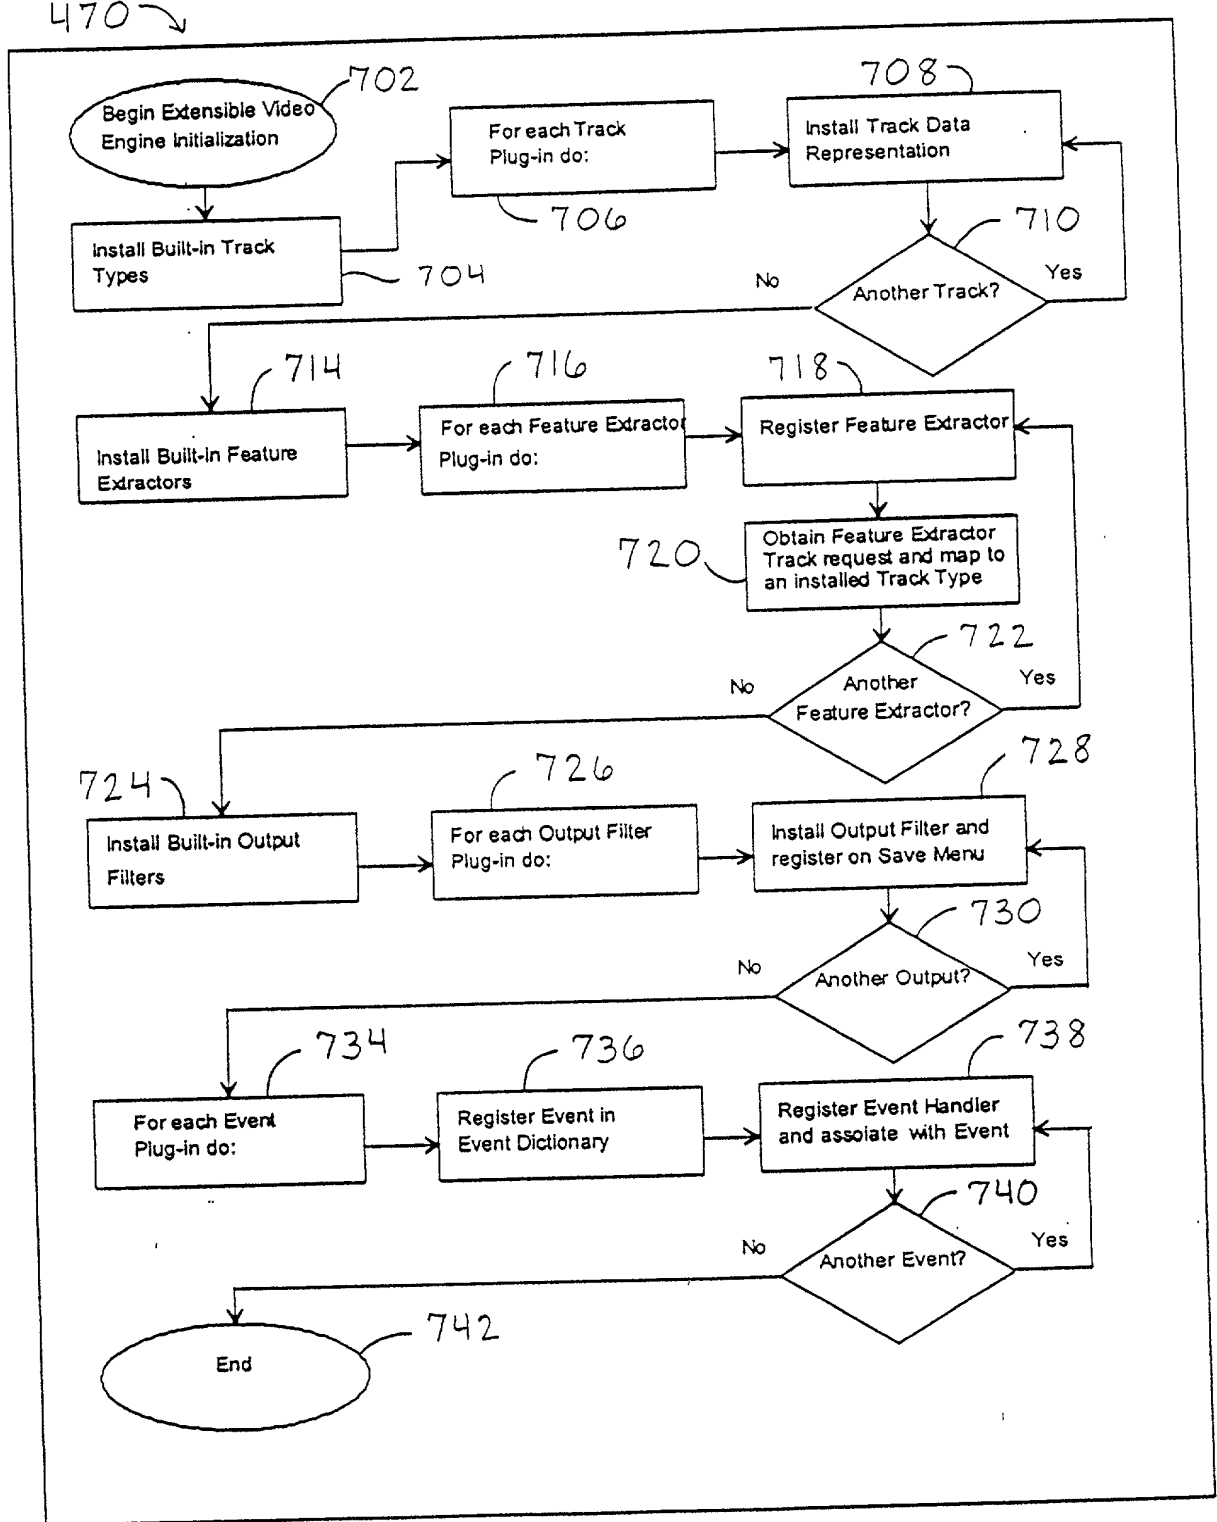 470
702
Begin Extensible Video
Engine Initialization
For each Track
Plug-in do:
706
708
Install Track Data
Representation
Install Built-in Track
Types
704
710
Another Track?
No
Yes
714
Install Built-in Feature
Extractors
716
For each Feature Extractor
Plug-in do:
718
Register Feature Extractor
720
Obtain Feature Extractor
Track request and map to
an installed Track Type
722
Another
Feature Extractor?
No
Yes
724
Install Built-in Output
Filters
726
For each Output Filter
Plug-in do:
728
Install Output Filter and
register on Save Menu
730
Another Output?
No
Yes
734
For each Event
Plug-in do:
736
Register Event in
Event Dictionary
738
Register Event Handler
and assoiate with Event
740
Another Event?
No
Yes
742
End